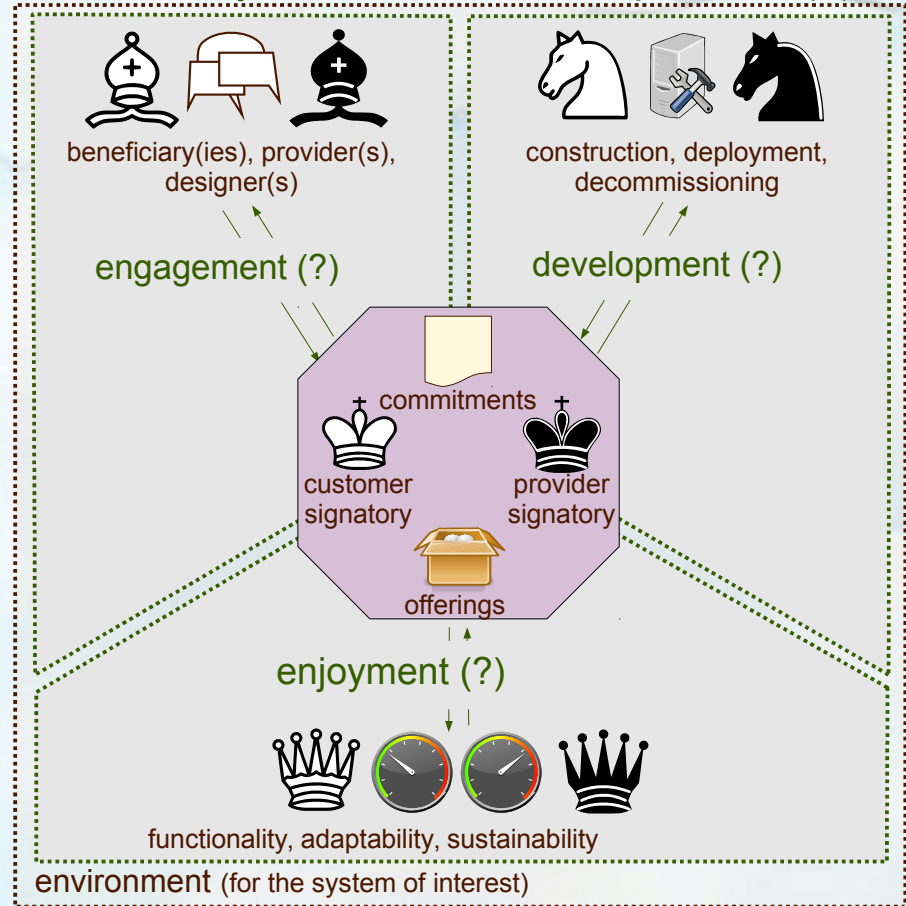 beneficiary(ies), provider(s),
designer(s)
construction, deployment,
decommissioning
engagement (?)
development (?)
commitments
customer
signatory
provider
signatory
offerings
enjoyment (?)
functionality, adaptability, sustainability
environment (for the system of interest)